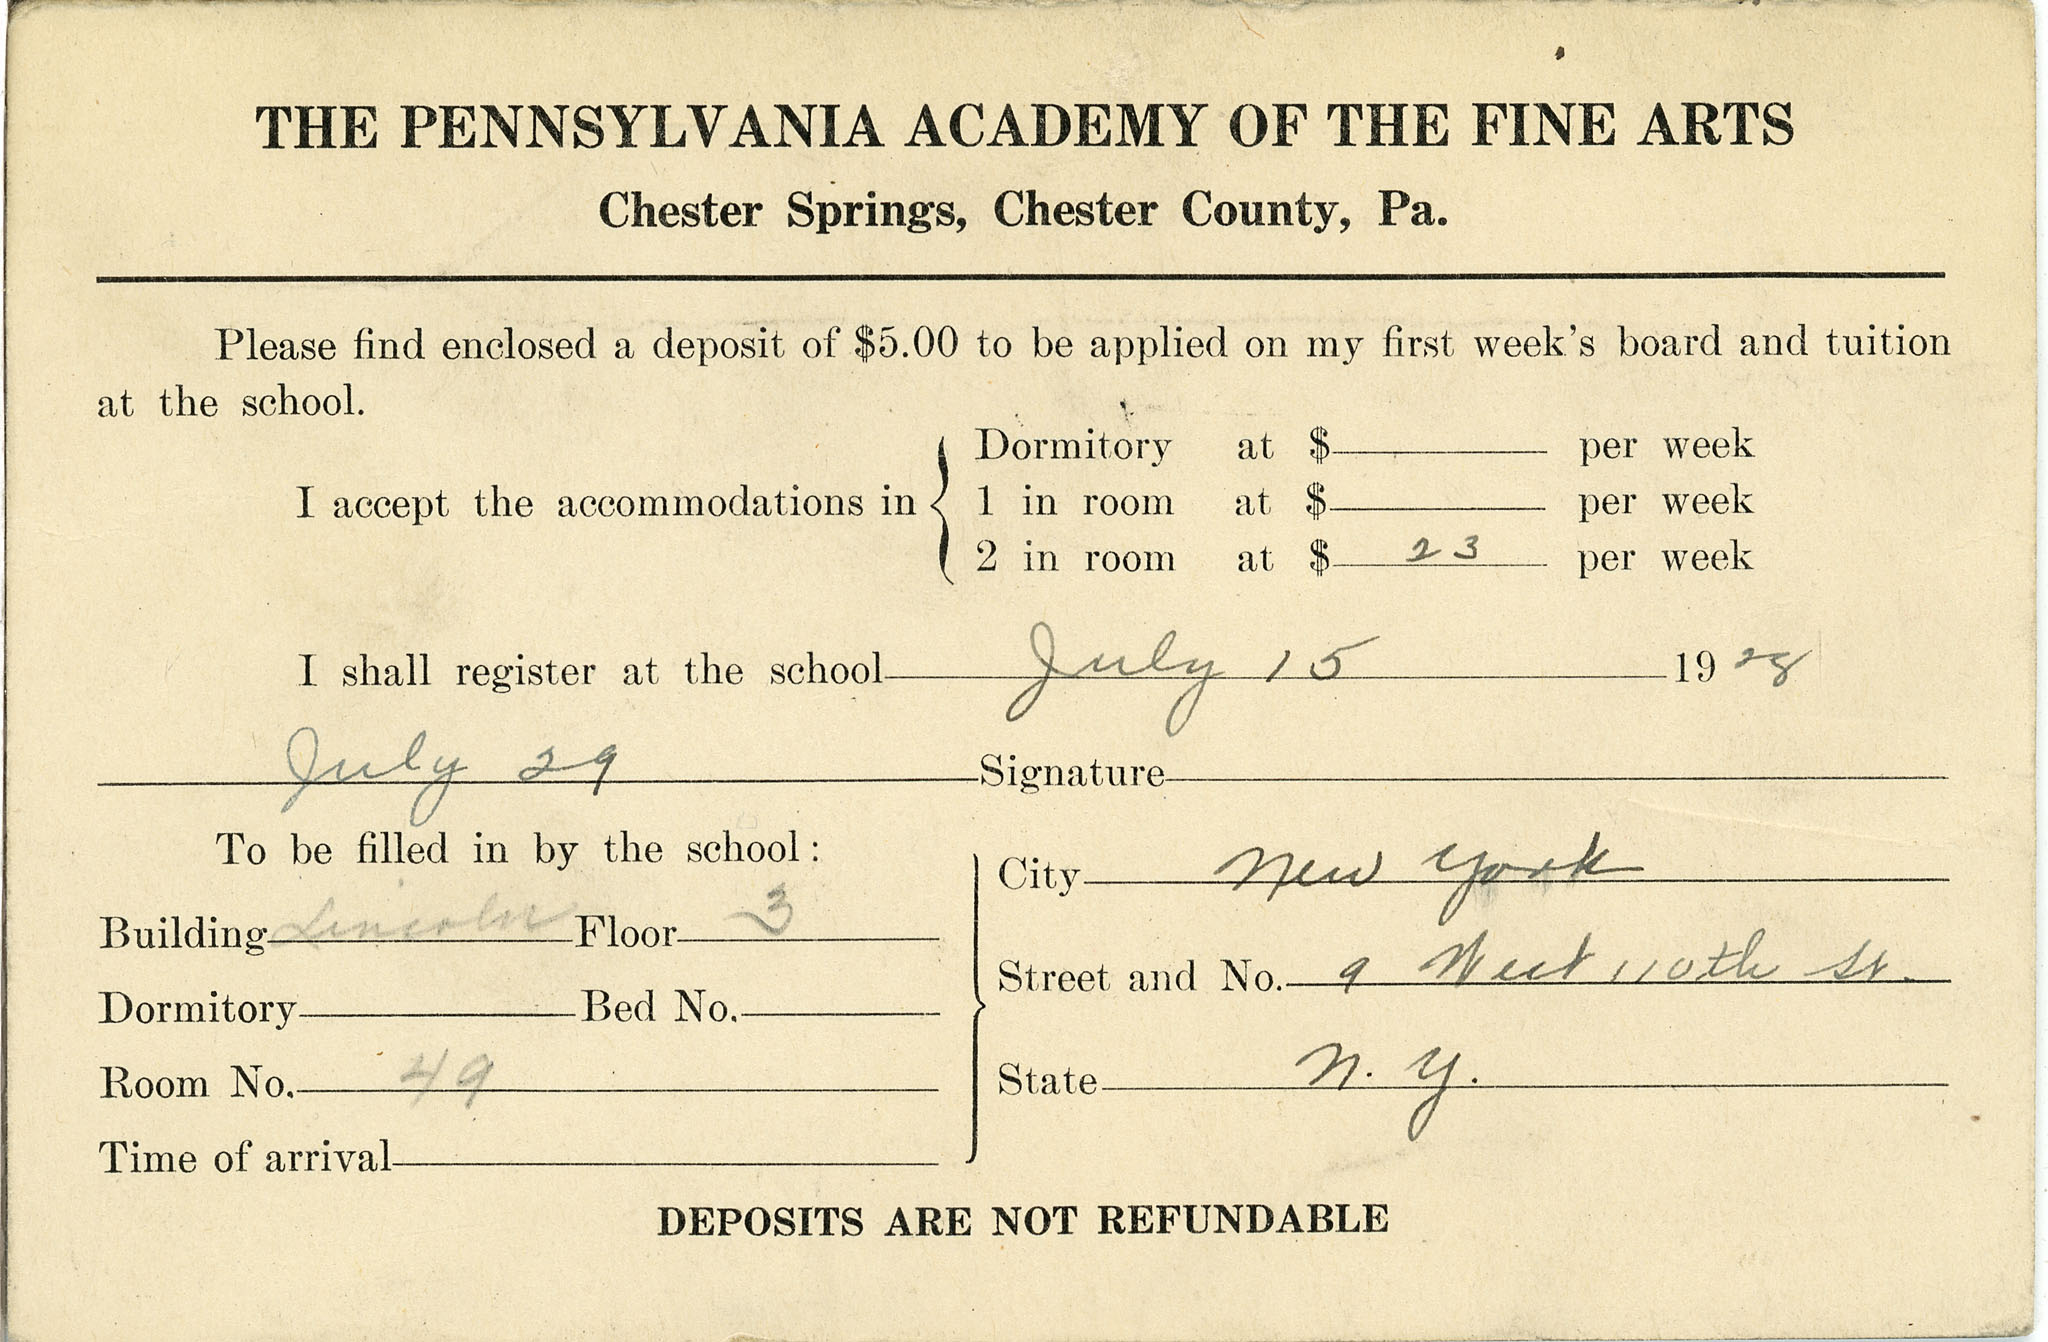 THE PENNSYLVANIA ACADEMY OF THE FINE ARTS
Chester Springs, Chester County, Pa.
Please find enclosed a deposit of $5.00 to be applied on my first week's board and tuition
at the school.
I accept the accommodations in
Dormitory at $ per week
1 in room at $ per week
2 in room at $ 23 per week
I shall register at the school July 15 1928
July 29 Signature
To be filled in by the school:
Building Lincoln Floor 3
Dormitory Bed No.
Room No. 49
Time of arrival
City New York
Street and No. 9 West 110th St.
State N. Y.
DEPOSITS ARE NOT REFUNDABLE